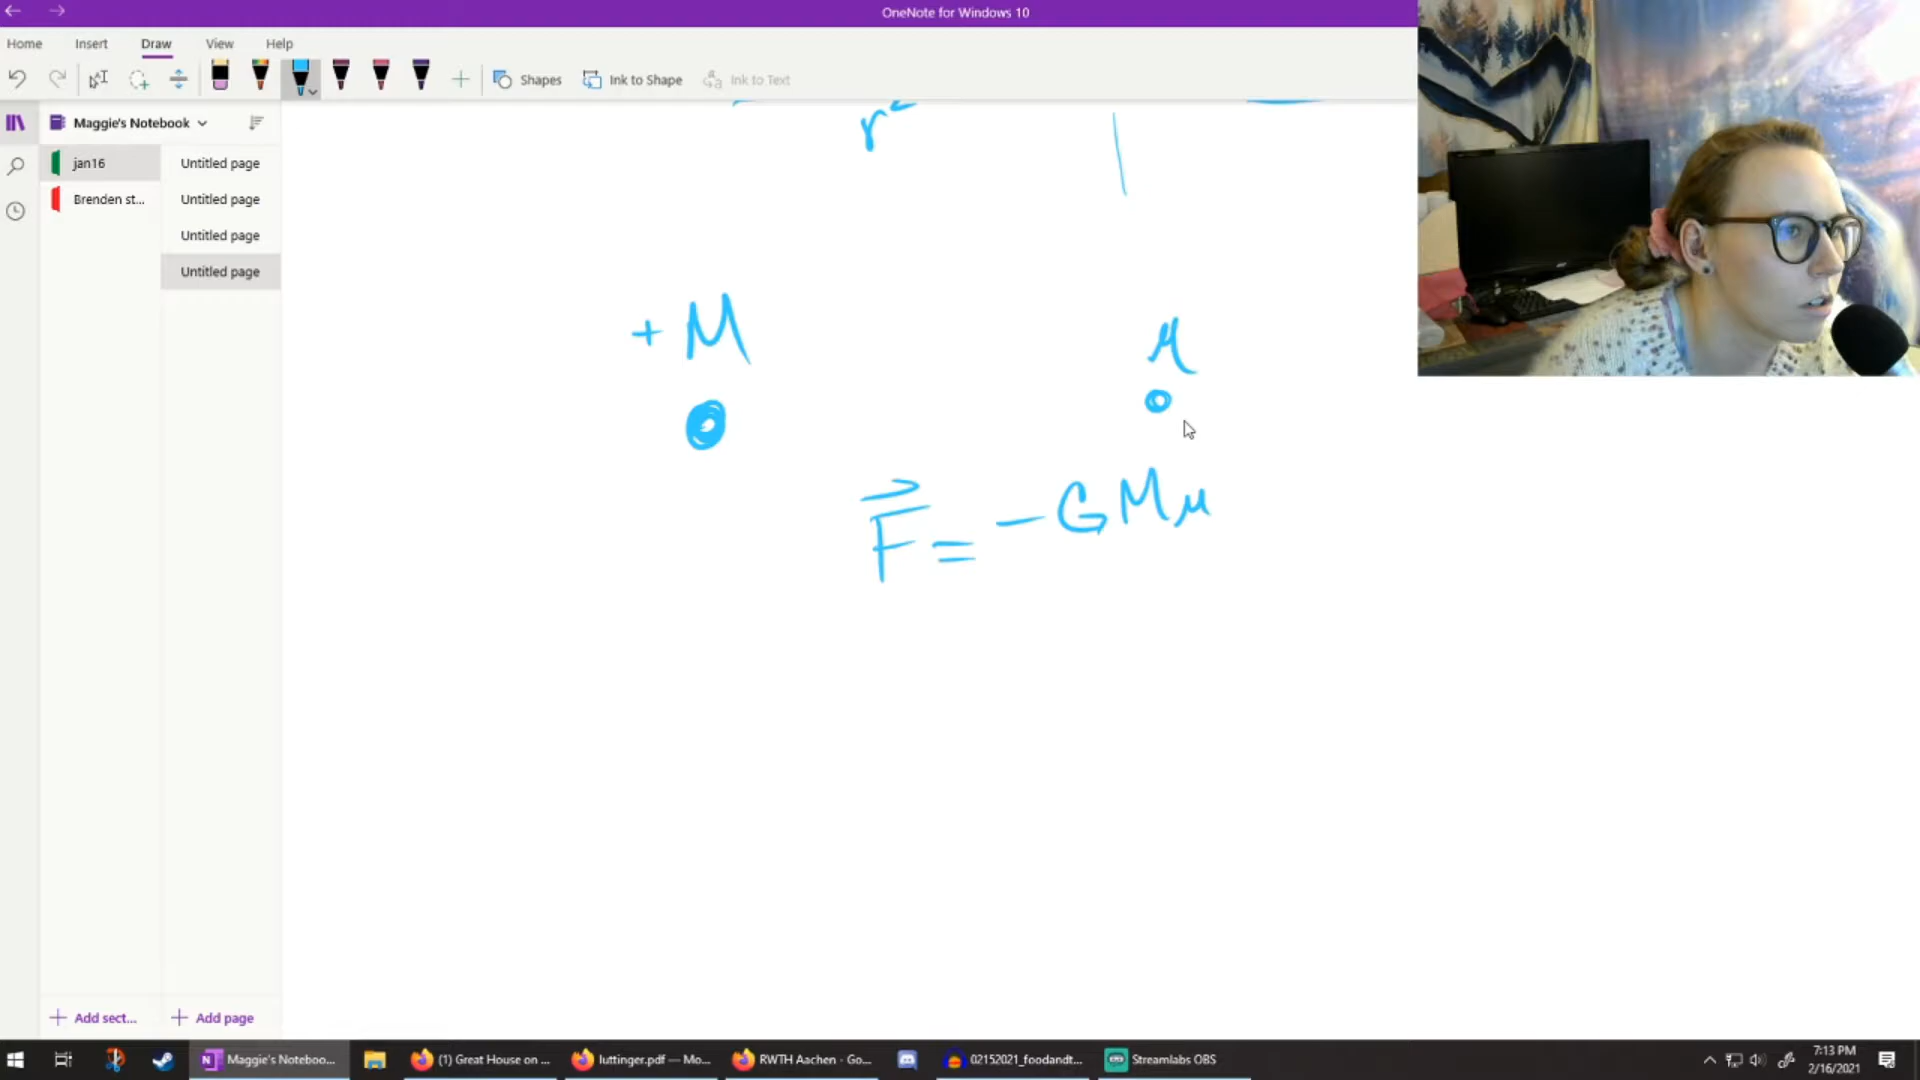 OneNote for Windows 10
Home Insert Draw View Help
Shapes Ink to Shape Ink to Text
Maggie's Notebook
jan16
Brenden st...
Untitled page
Untitled page
Untitled page
Untitled page
r²
+ M
μ
F⃗ = - G M μ
Add sect...
Add page
Maggie's Noteboo...
(1) Great House on ...
luttinger.pdf — Mo...
RWTH Aachen - Go...
02152021_foodandt...
Streamlabs OBS
7:13 PM
2/16/2021